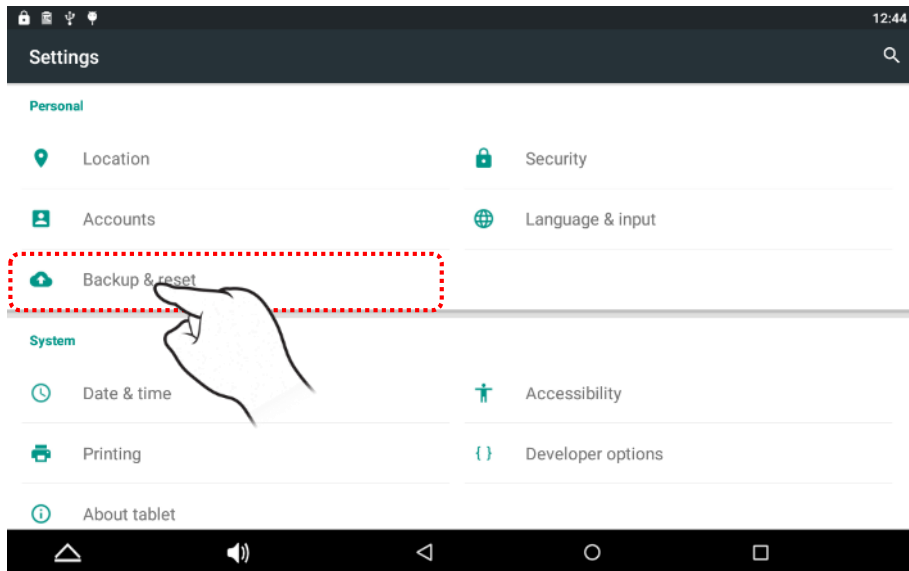 12:44
Settings
Personal
Location
Security
Accounts
Language & input
Backup & reset
System
Date & time
Accessibility
Printing
{ } Developer options
About tablet